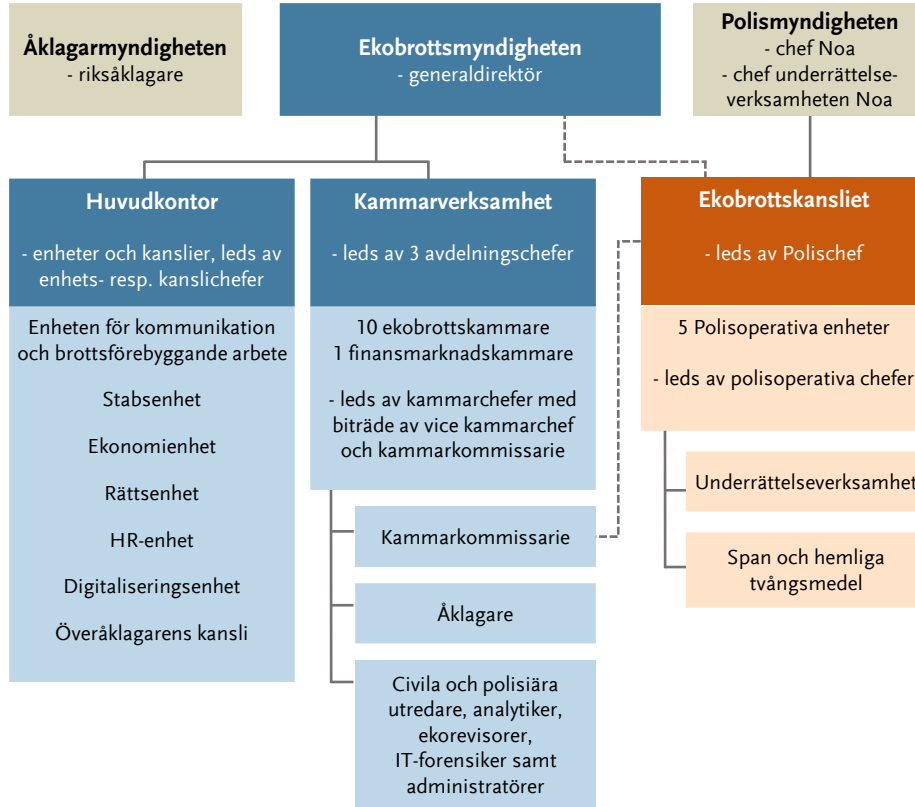 Åklagarmyndigheten
- riksåklagare
Ekobrottsmyndigheten
- generaldirektör
Polismyndigheten
- chef Noa
- chef underrättelse-
verksamheten Noa
Huvudkontor
- enheter och kanslier, leds av
enhets- resp. kanslichefer
Enheten för kommunikation
och brottsförebyggande arbete
Stabsenhet
Ekonomienhet
Rättsenhet
HR-enhet
Digitaliseringsenhet
Överåklagarens kansli
Kammarverksamhet
- leds av 3 avdelningschefer
10 ekobrottskammare
1 finansmarknadskammare
- leds av kammarchefer med
biträde av vice kammarchef
och kammarkommissarie
Kammarkommissarie
Åklagare
Civila och polisiära
utredare, analytiker,
ekorevisorer,
IT-forensiker samt
administratörer
Ekobrottskansliet
- leds av Polischef
5 Polisoperativa enheter
- leds av polisoperativa chefer
Underrättelseverksamhet
Span och hemliga
tvångsmedel